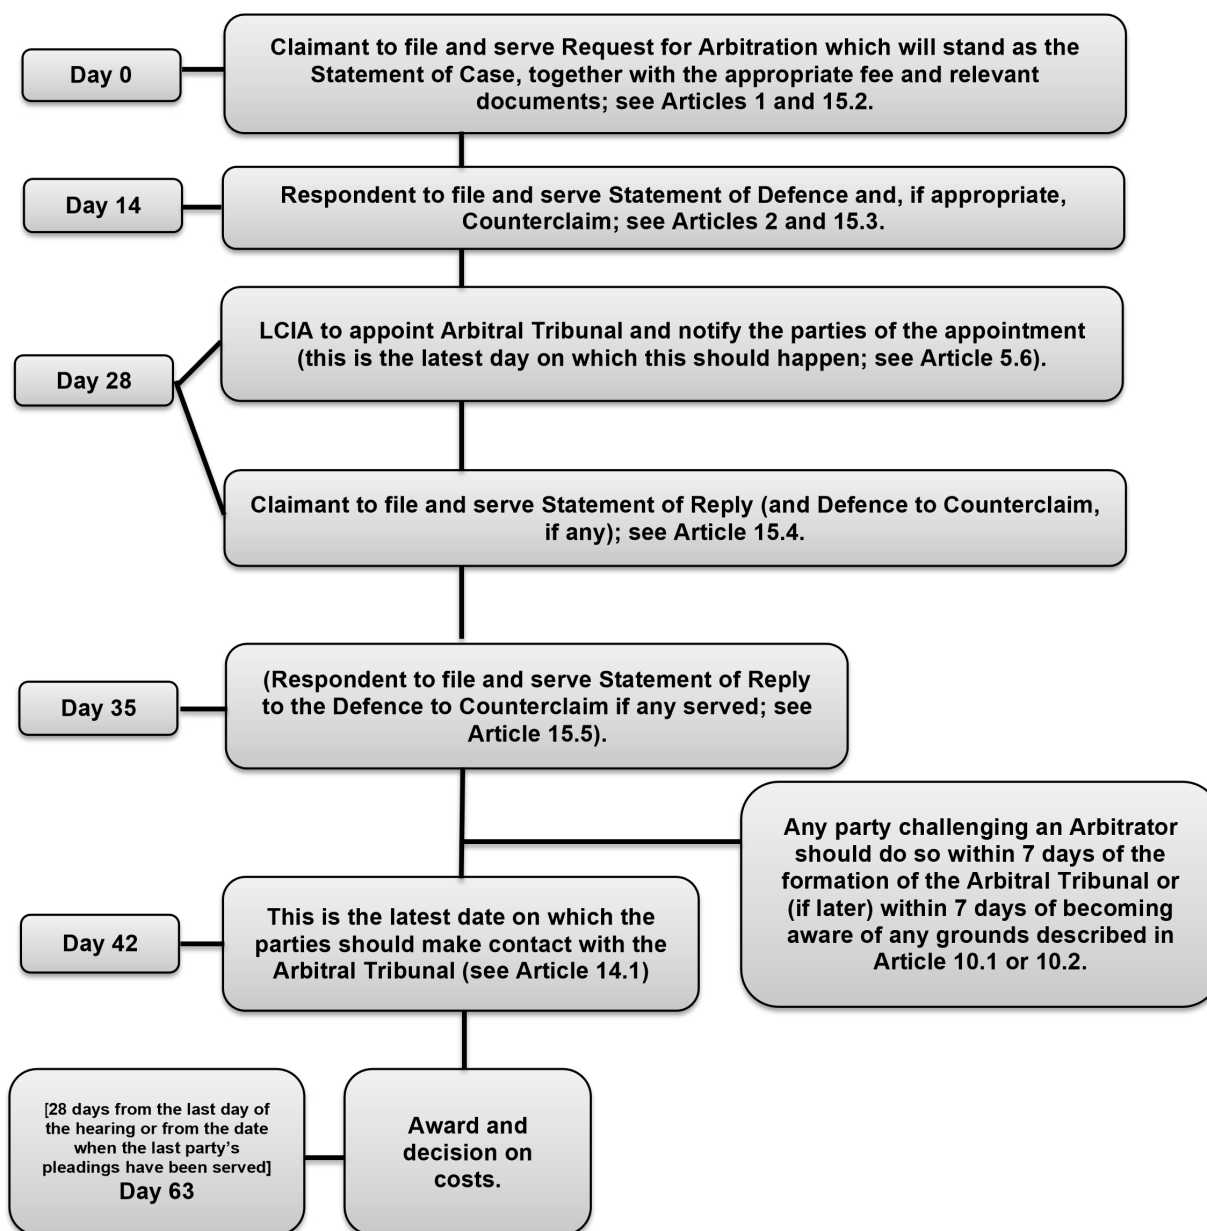 Day 0
Claimant to file and serve Request for Arbitration which will stand as the
Statement of Case, together with the appropriate fee and relevant
documents; see Articles 1 and 15.2.
Day 14
Respondent to file and serve Statement of Defence and, if appropriate,
Counterclaim; see Articles 2 and 15.3.
Day 28
LCIA to appoint Arbitral Tribunal and notify the parties of the appointment
(this is the latest day on which this should happen; see Article 5.6).
Claimant to file and serve Statement of Reply (and Defence to Counterclaim,
if any); see Article 15.4.
Day 35
(Respondent to file and serve Statement of Reply
to the Defence to Counterclaim if any served; see
Article 15.5).
Any party challenging an Arbitrator
should do so within 7 days of the
formation of the Arbitral Tribunal or
(if later) within 7 days of becoming
aware of any grounds described in
Article 10.1 or 10.2.
Day 42
This is the latest date on which the
parties should make contact with the
Arbitral Tribunal (see Article 14.1)
[28 days from the last day of
the hearing or from the date
when the last party's
pleadings have been served]
Day 63
Award and
decision on
costs.